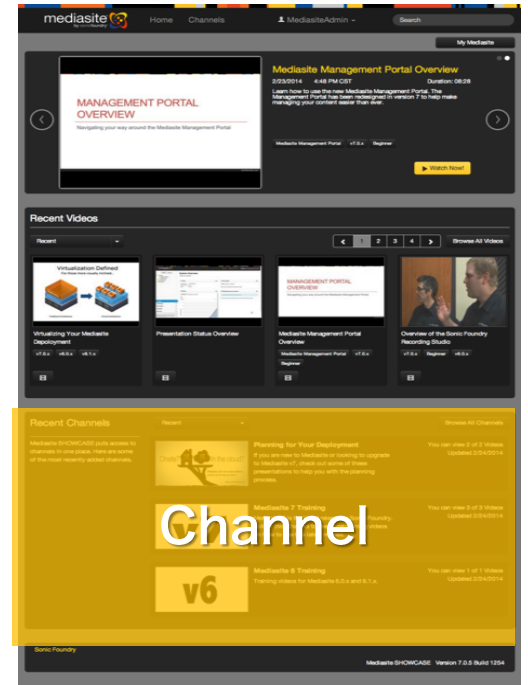 mediasite
by sonicfoundry
Home Channels MediasiteAdmin Search
My Mediasite
Mediasite Management Portal Overview
2/23/2014 4:48 PM CST Duration: 08:28
Learn how to use the new Mediasite Management Portal. The
Management Portal has been redesigned in version 7 to help make
managing your content easier than ever.
MANAGEMENT PORTAL
OVERVIEW
Navigating your way around the Mediasite Management Portal
Mediasite Management Portal v7.0.x Beginner
Watch Now!
Recent Videos
Recent 1 2 3 4 Browse All Videos
Virtualization Defined
MANAGEMENT PORTAL
OVERVIEW
Virtualizing Your Mediasite
Depoloyment
v7.0.x v6.0.x v6.1.x
Presentation Status Overview
Mediasite Management Portal
Overview
Mediasite Management Portal v7.0.x
Beginner
Overview of the Sonic Foundry
Recording Studio
v7.0.x Beginner v6.0.x
Recent Channels Recent Browse All Channels
Mediasite SHOWCASE puts access to
channels in one place. Here are some
of the most recently added channels.
Planning for Your Deployment
If you are new to Mediasite or looking to upgrade
to Mediasite v7, check out some of these
presentations to help you with the planning
process.
You can view 2 of 2 Videos
Updated 2/24/2014
Channel
Mediasite 7 Training
Foundry,
videos
Updated 2/24/2014
v6
Mediasite 6 Training
Training videos for Mediasite 6.0.x and 6.1.x.
You can view 1 of 1 Videos
Updated 2/24/2014
Sonic Foundry
Mediasite SHOWCASE Version 7.0.5 Build 1254